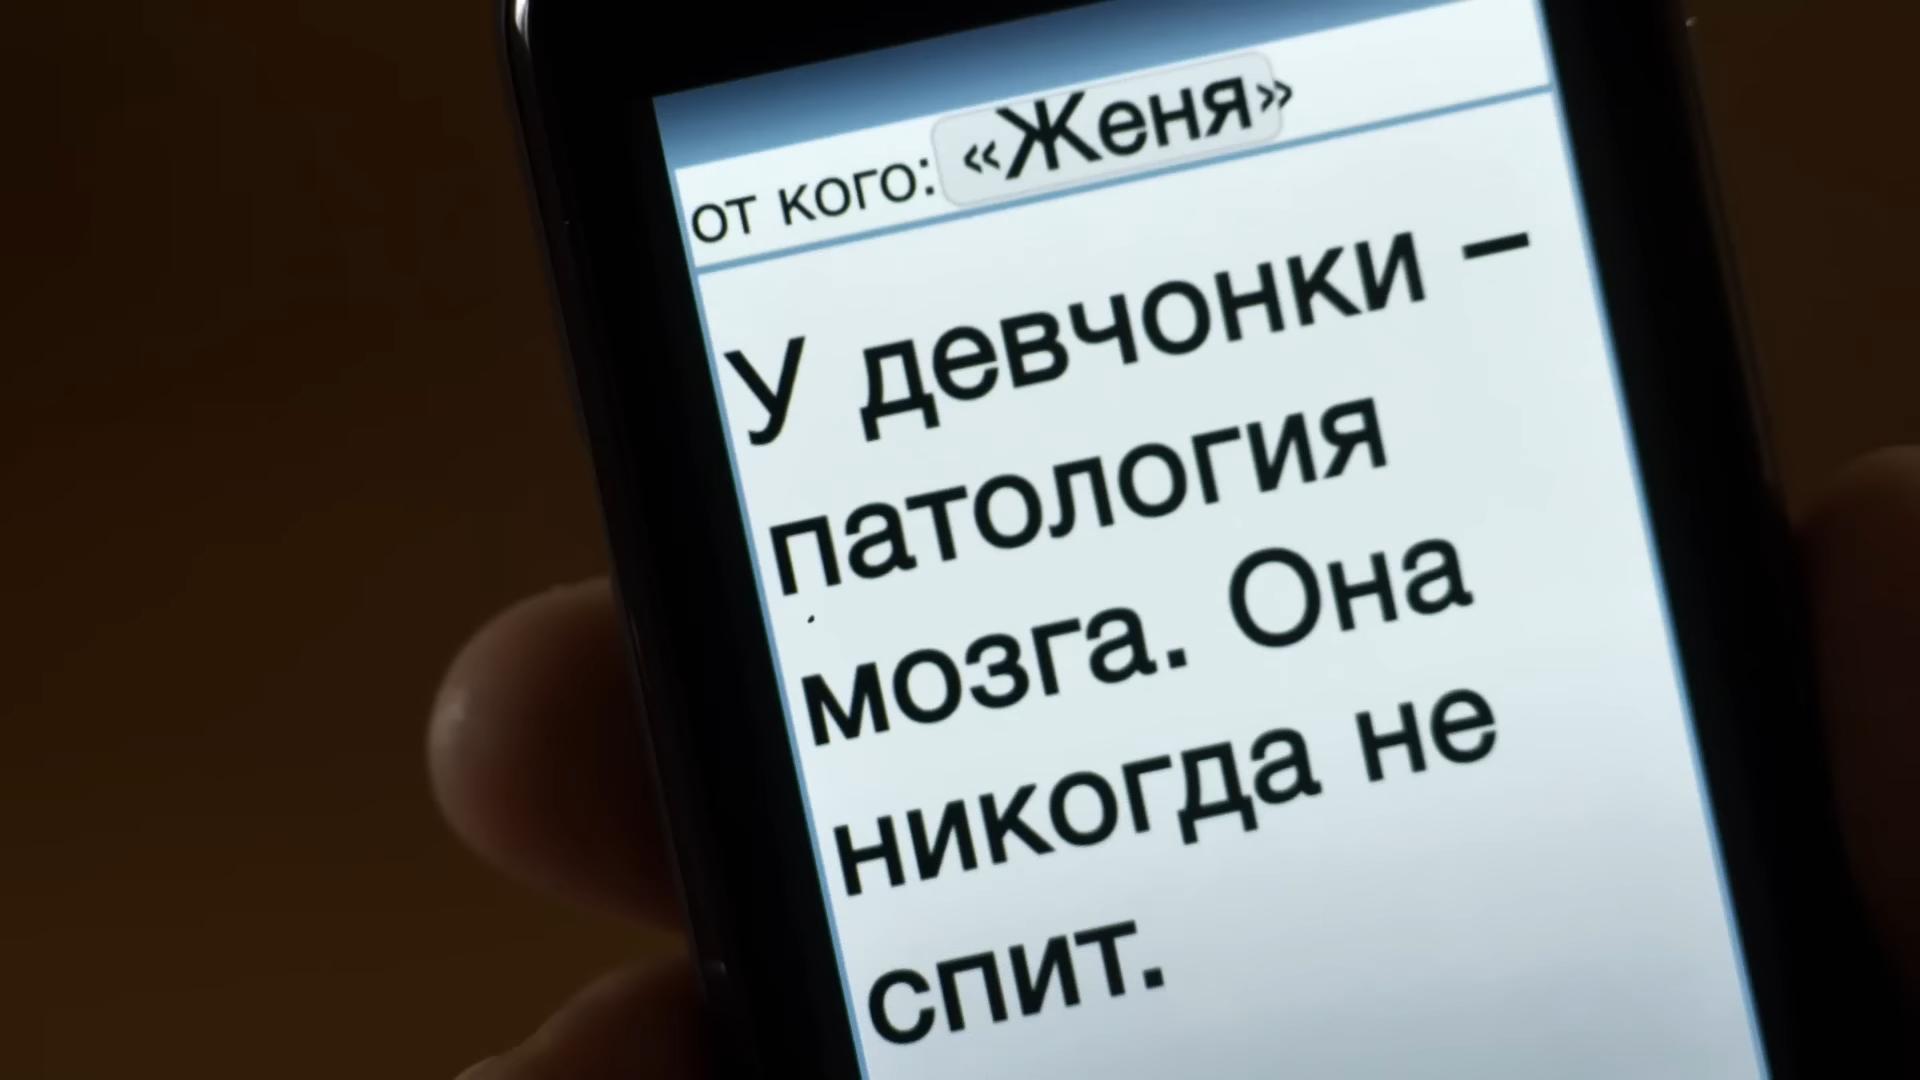 от кого: «Женя»
У девчонки –
патология
мозга. Она
никогда не
спит.